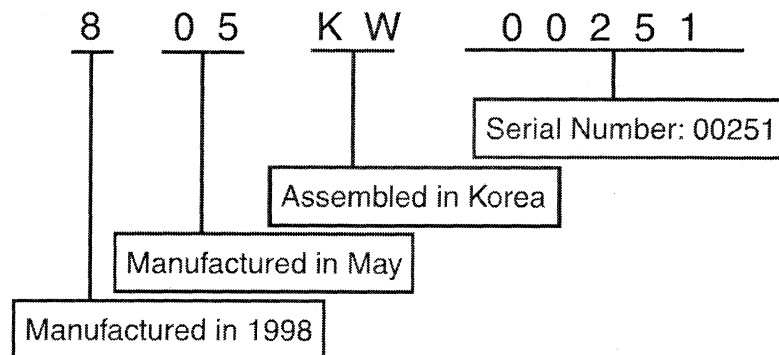 8 05 KW 00251
Serial Number: 00251
Assembled in Korea
Manufactured in May
Manufactured in 1998